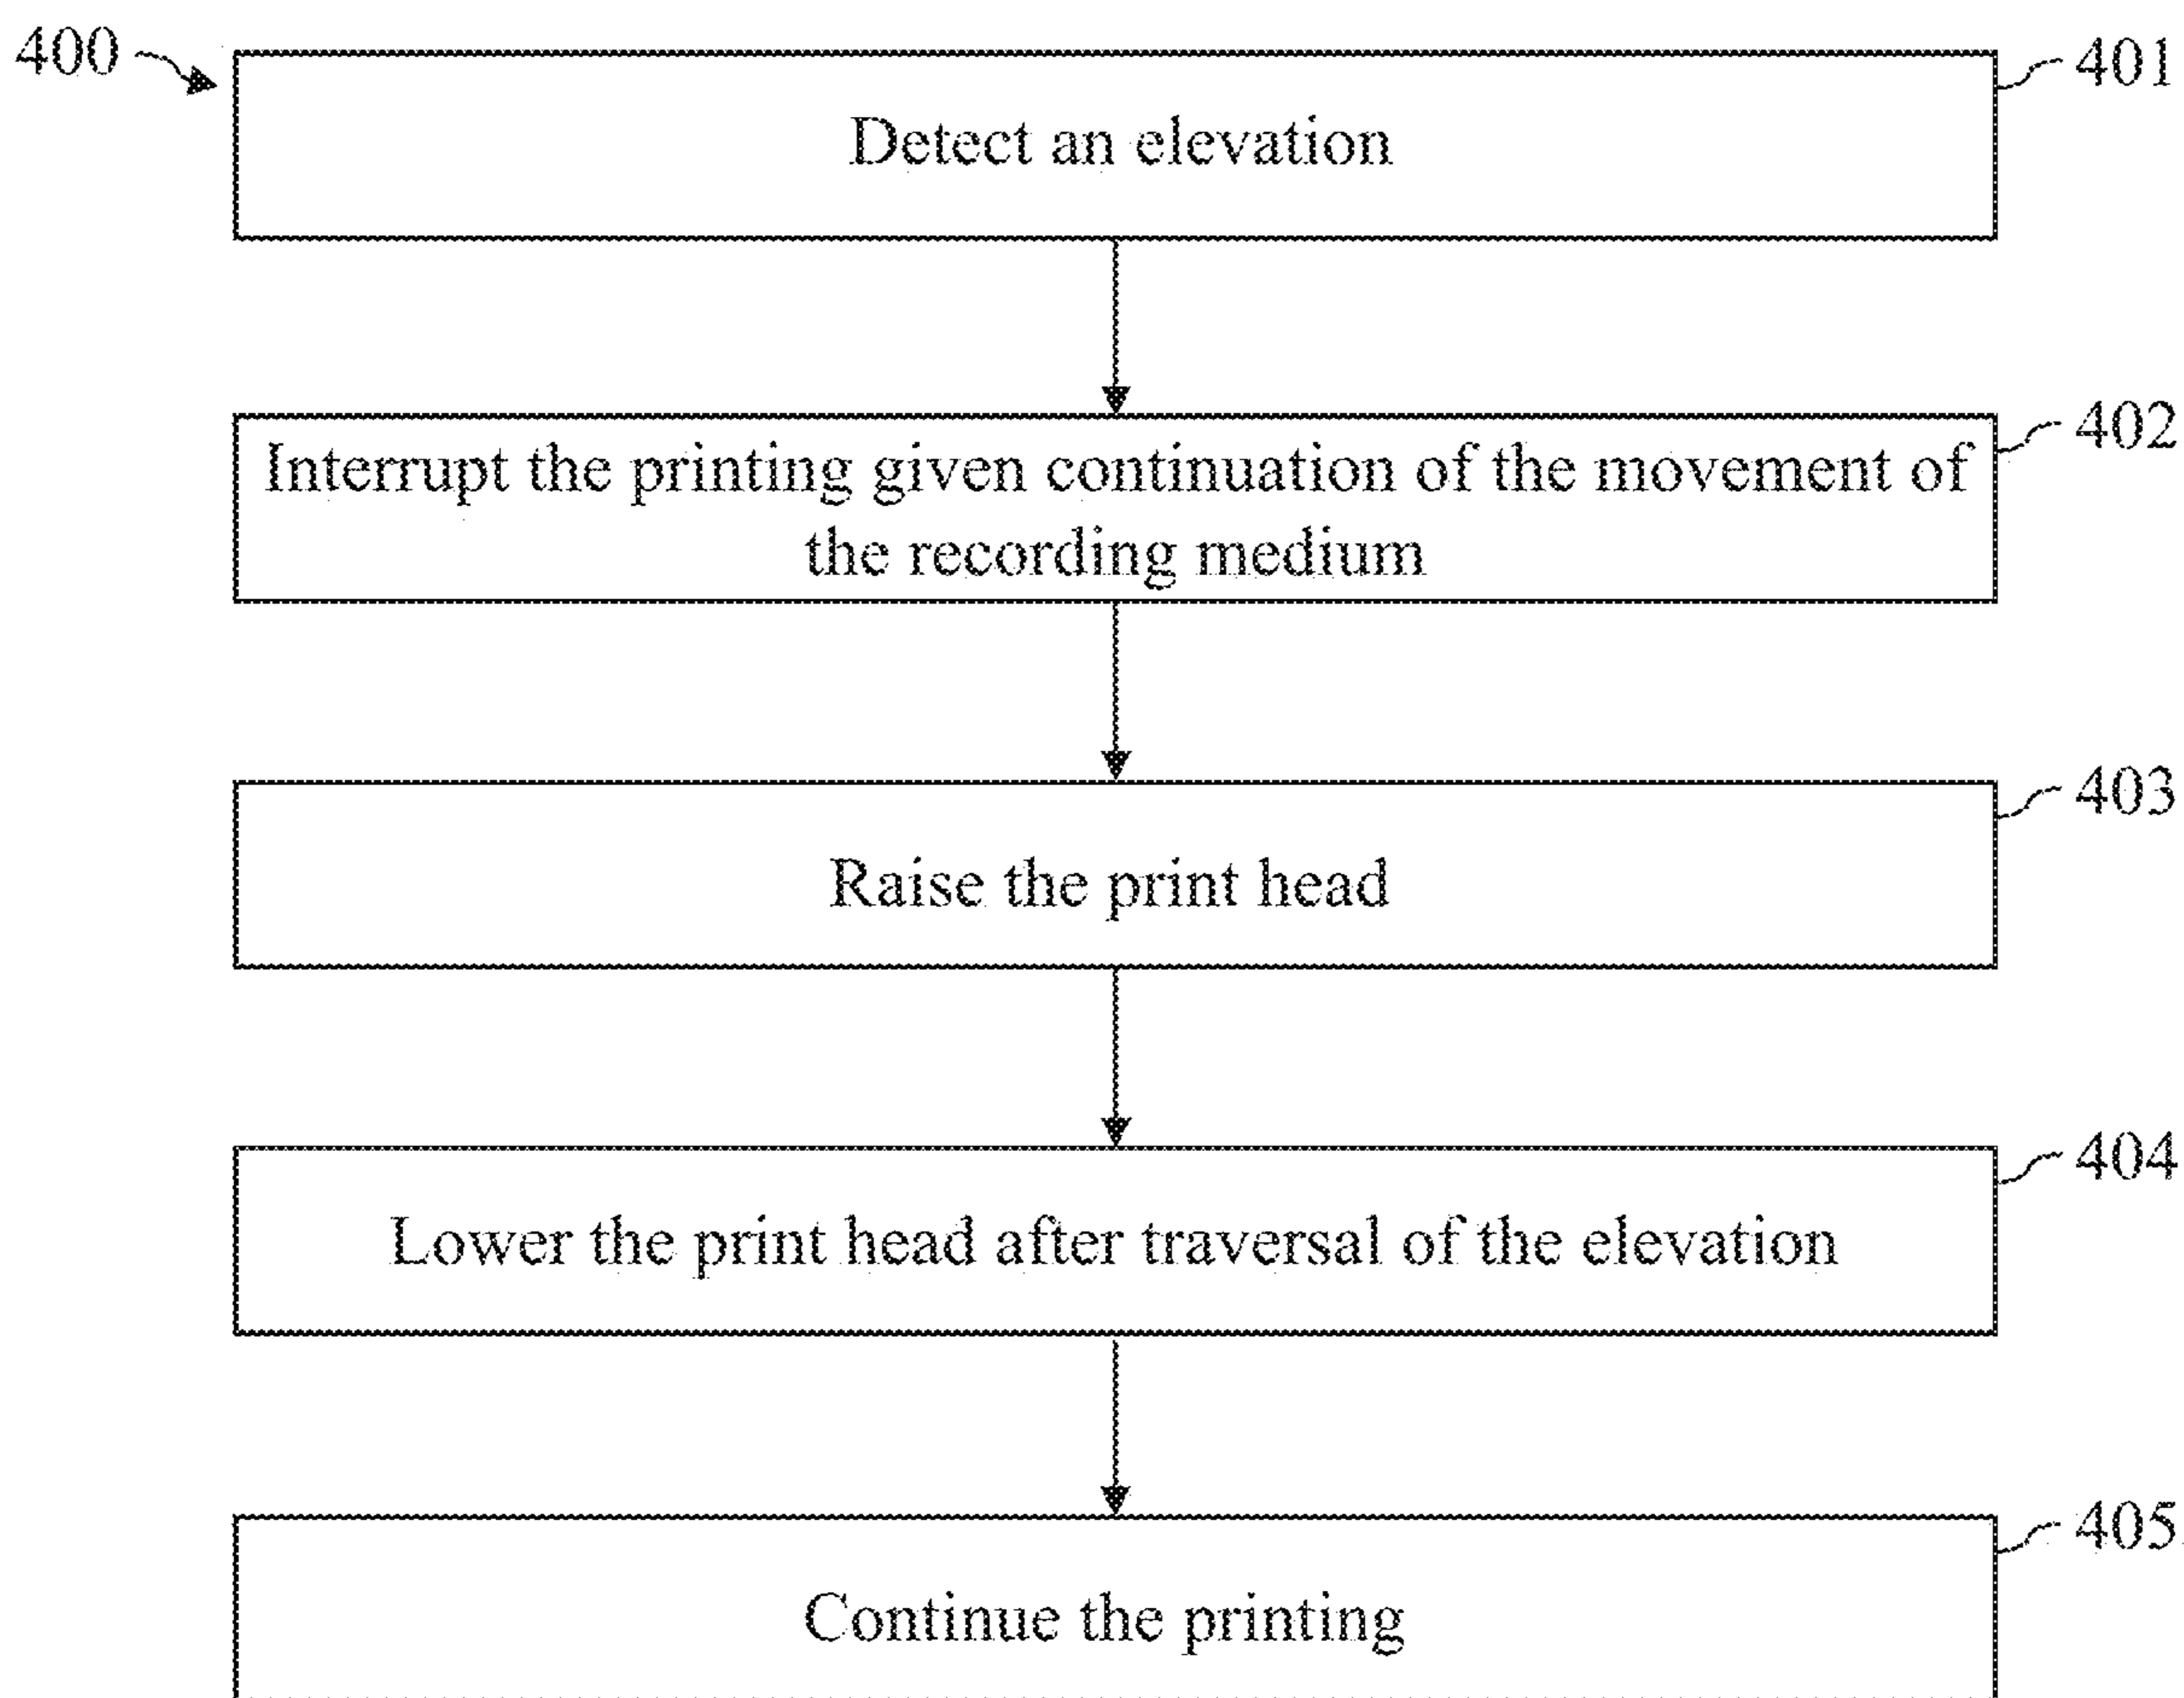 400
401
Detect an elevation
402
Interrupt the printing given continuation of the movement of
the recording medium
403
Raise the print head
404
Lower the print head after traversal of the elevation
405
Continue the printing